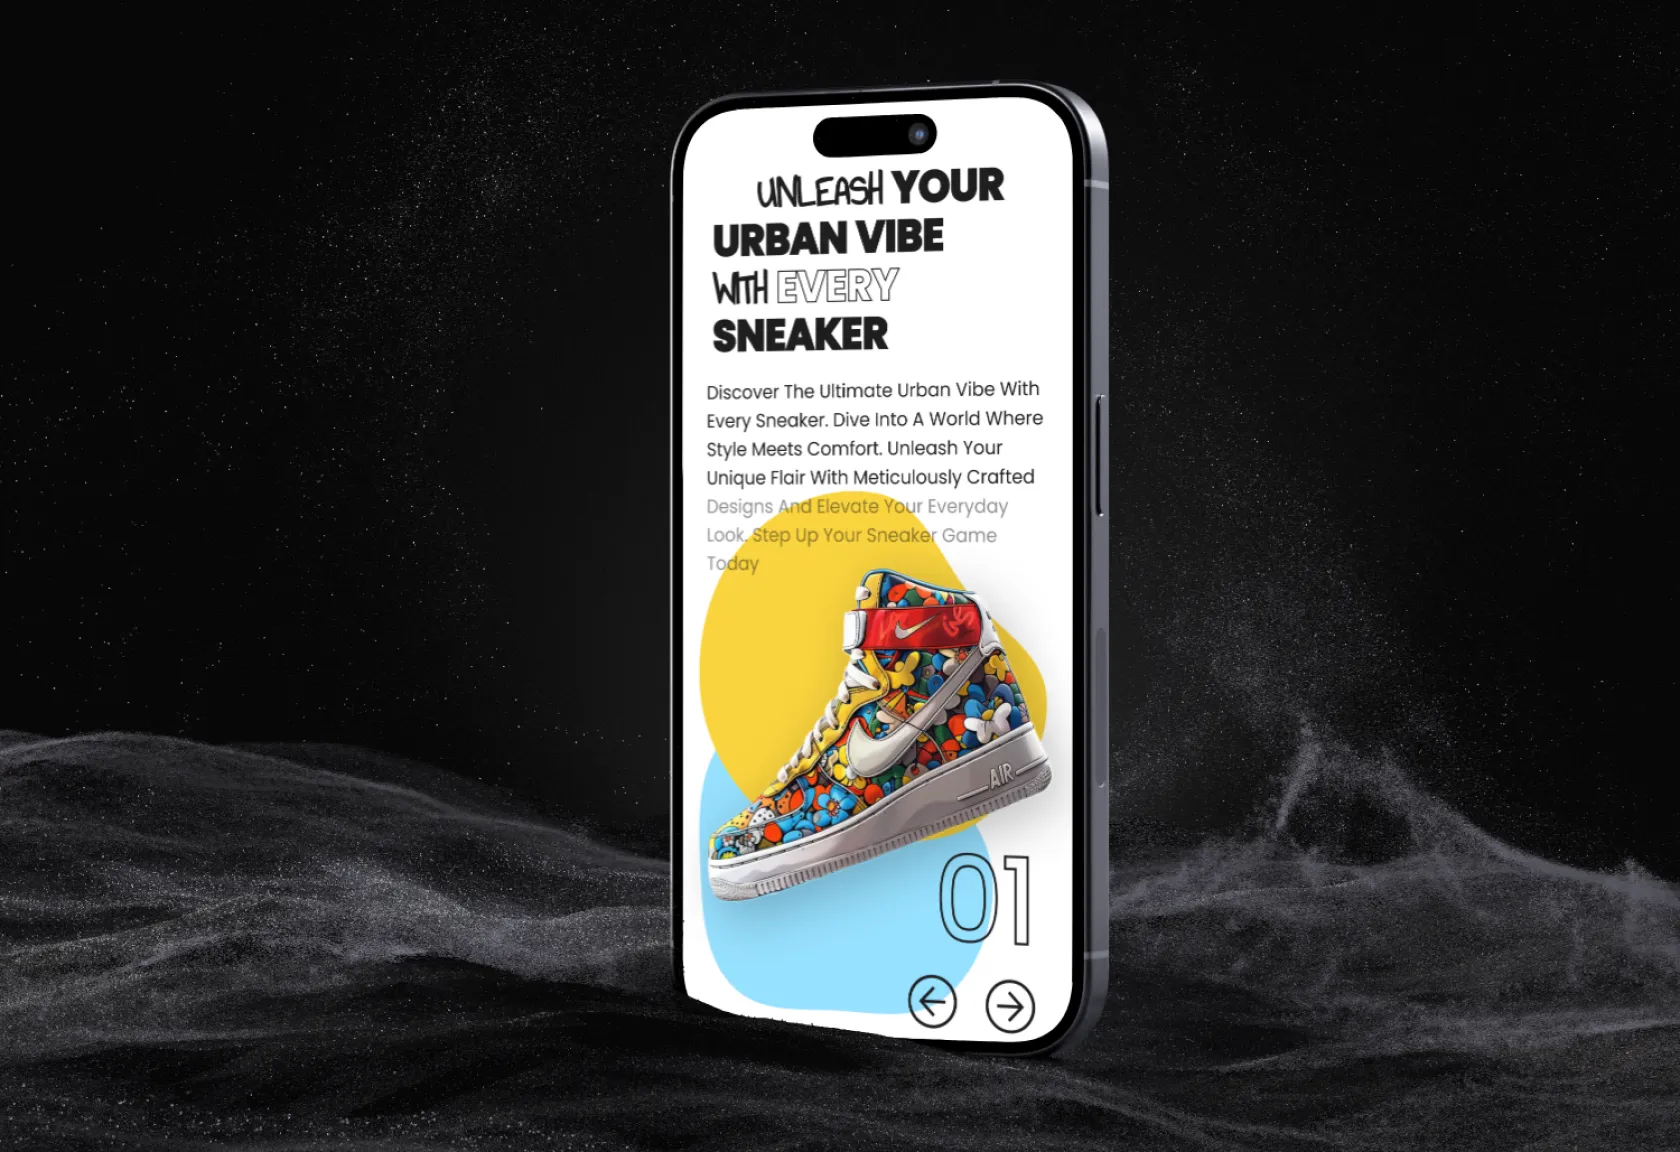 UNLEASH YOUR
URBAN VIBE
WITH EVERY
SNEAKER
Discover The Ultimate Urban Vibe With
Every Sneaker. Dive Into A World Where
Style Meets Comfort. Unleash Your
Unique Flair With Meticulously Crafted
Designs And Elevate Your Everyday
Look. Step Up Your Sneaker Game
Today
AIR
01